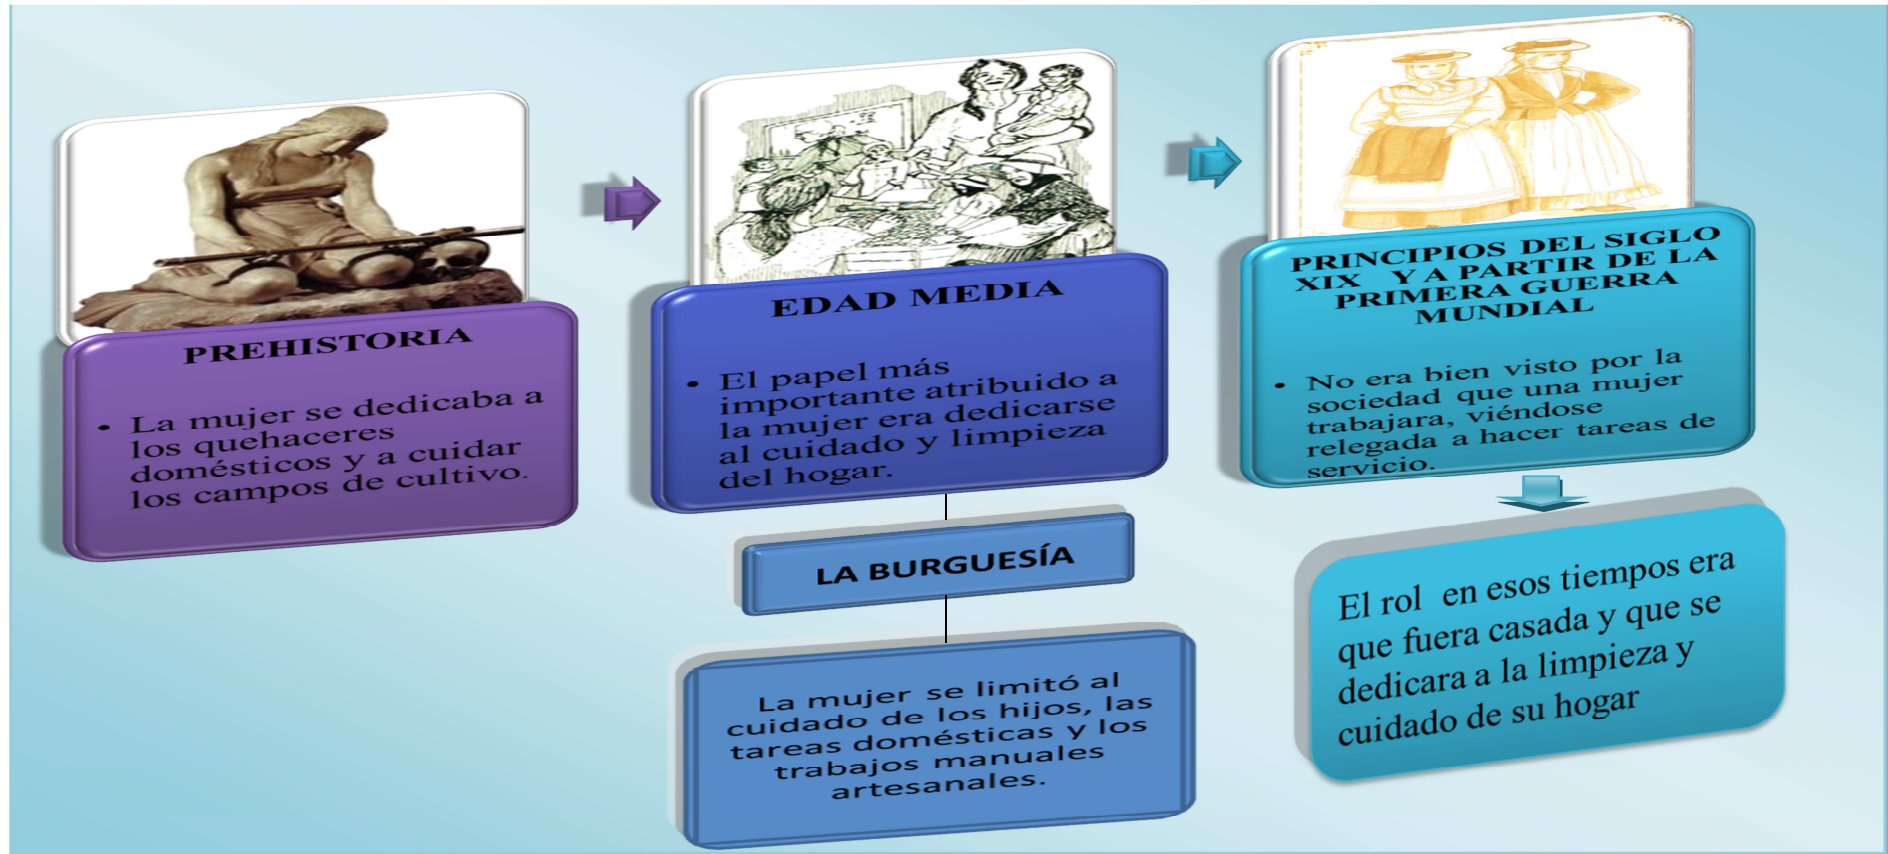 PREHISTORIA
• La mujer se dedicaba a
los quehaceres
domésticos y a cuidar
los campos de cultivo.
EDAD MEDIA
• El papel más
importante atribuido a
la mujer era dedicarse
al cuidado y limpieza
del hogar.
LA BURGUESÍA
La mujer se limitó al
cuidado de los hijos, las
tareas domésticas y los
trabajos manuales
artesanales.
PRINCIPIOS DEL SIGLO
XIX Y A PARTIR DE LA
PRIMERA GUERRA
MUNDIAL
• No era bien visto por la
sociedad que una mujer
trabajara, viéndose
relegada a hacer tareas de
servicio.
El rol en esos tiempos era
que fuera casada y que se
dedicara a la limpieza y
cuidado de su hogar